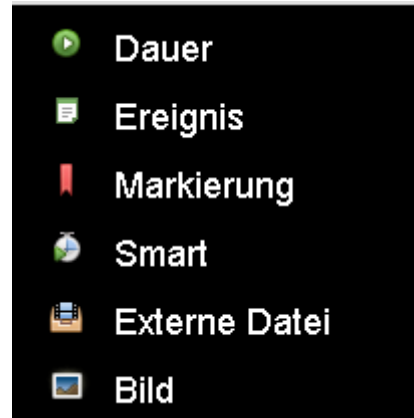 Dauer
Ereignis
Markierung
Smart
Externe Datei
Bild